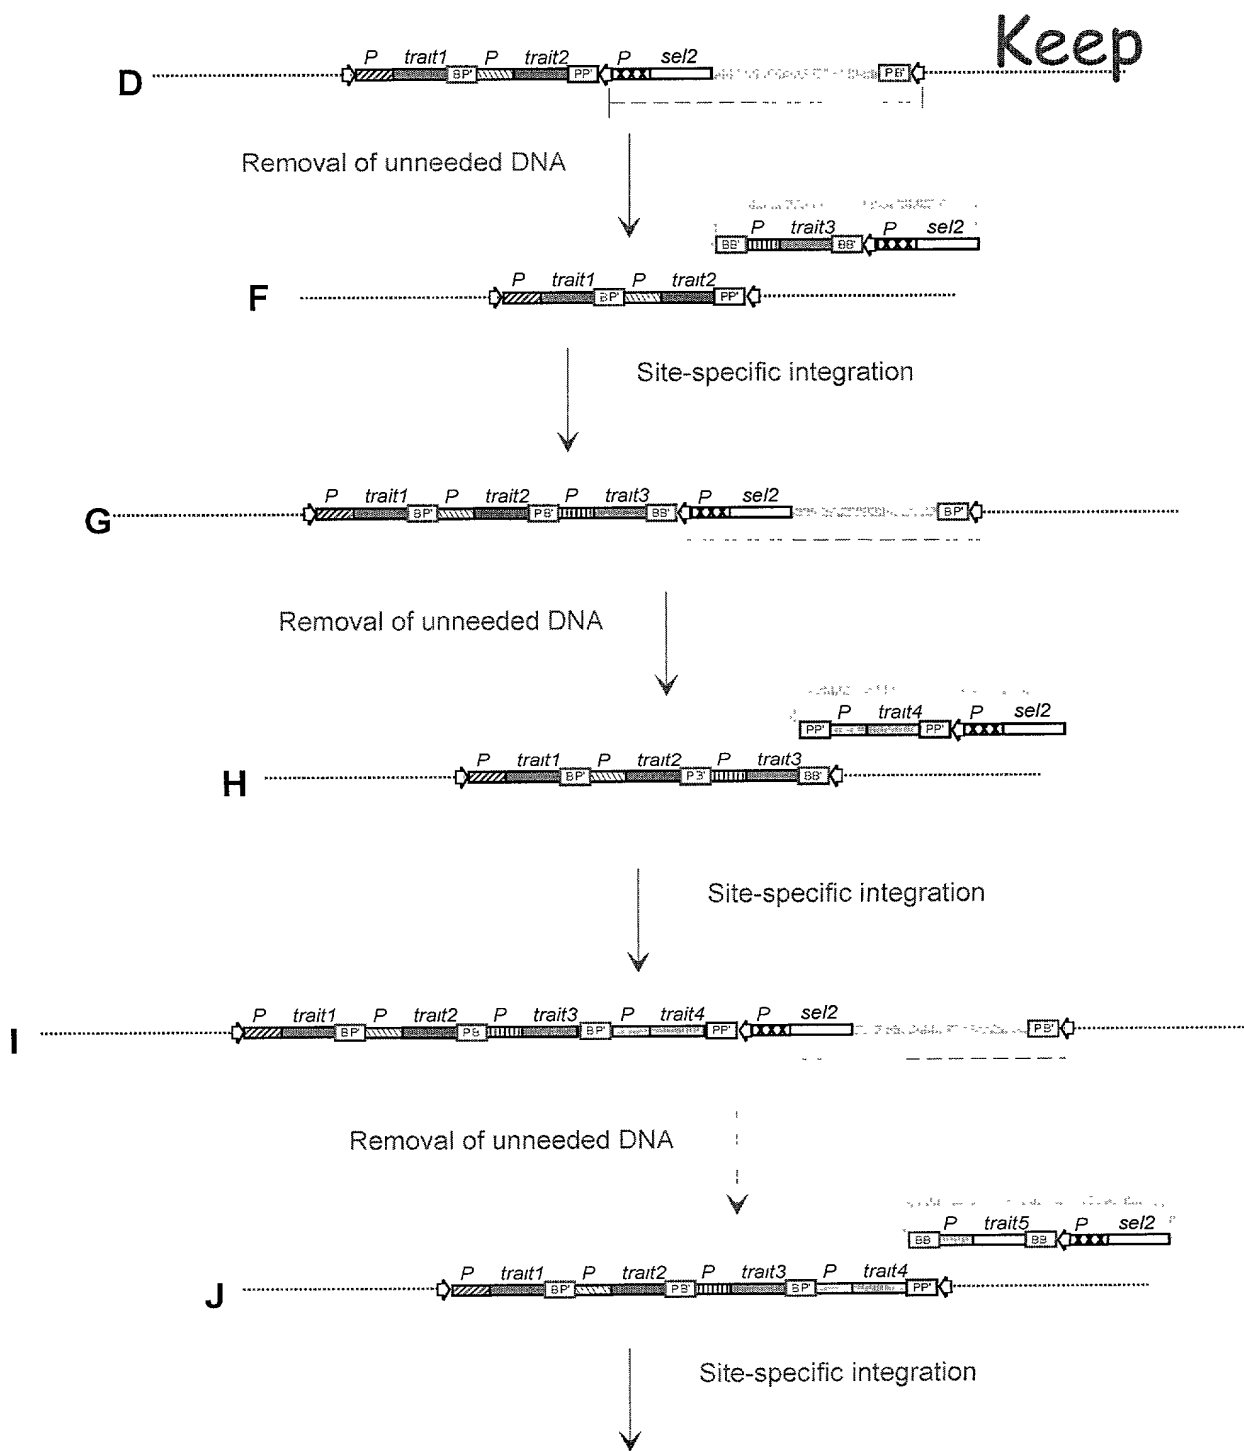 Keep
P trait1 P trait2 P sel2
D BP' PP' PB'
Removal of unneeded DNA
P trait3 P sel2
BB' BB'
P trait1 P trait2
F BP' PP'
Site-specific integration
P trait1 P trait2 P trait3 P sel2
G BP' PB' BB' BP'
Removal of unneeded DNA
P trait4 P sel2
PP' PP'
P trait1 P trait2 P trait3
H BP' PB' BB'
Site-specific integration
P trait1 P trait2 P trait3 P trait4 P sel2
I BP' PB BP' PP' PB'
Removal of unneeded DNA
P trait5 P sel2
BB BB
P trait1 P trait2 P trait3 P trait4
J BP' PB' BP' PP'
Site-specific integration